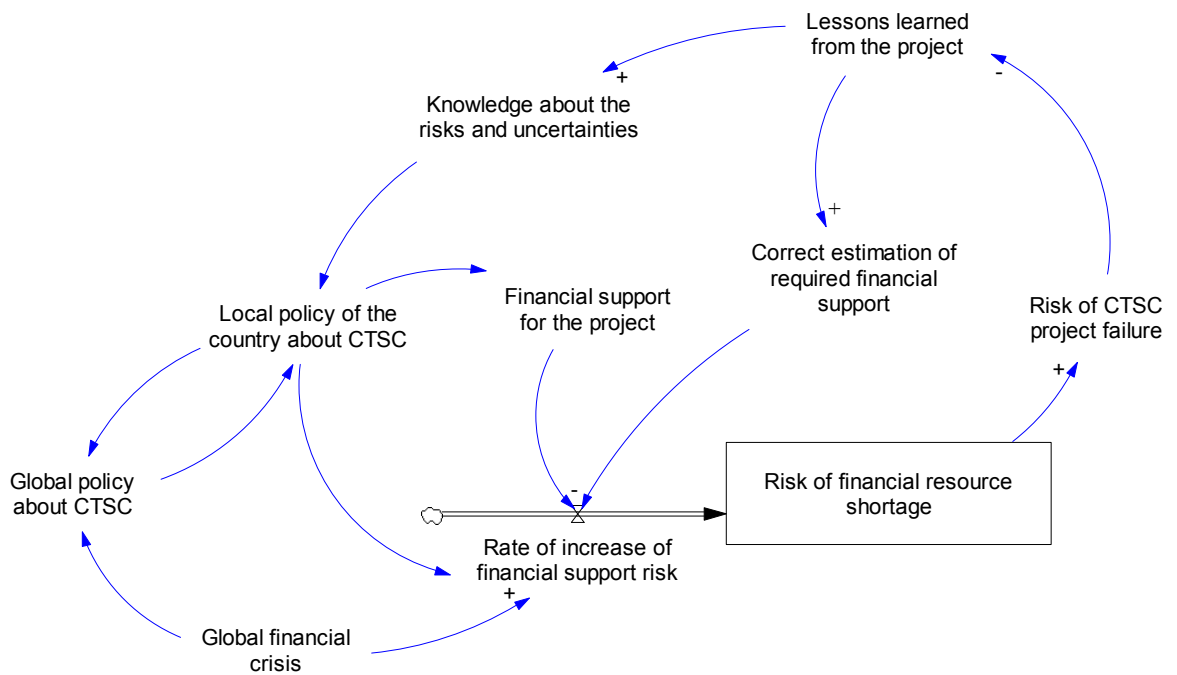 Lessons learned
from the project
+
-
Knowledge about the
risks and uncertainties
+
Correct estimation of
required financial
support
Financial support
for the project
Risk of CTSC
project failure
Local policy of the
country about CTSC
+
Global policy
about CTSC
-
Risk of financial resource
shortage
Rate of increase of
financial support risk
+
Global financial
crisis